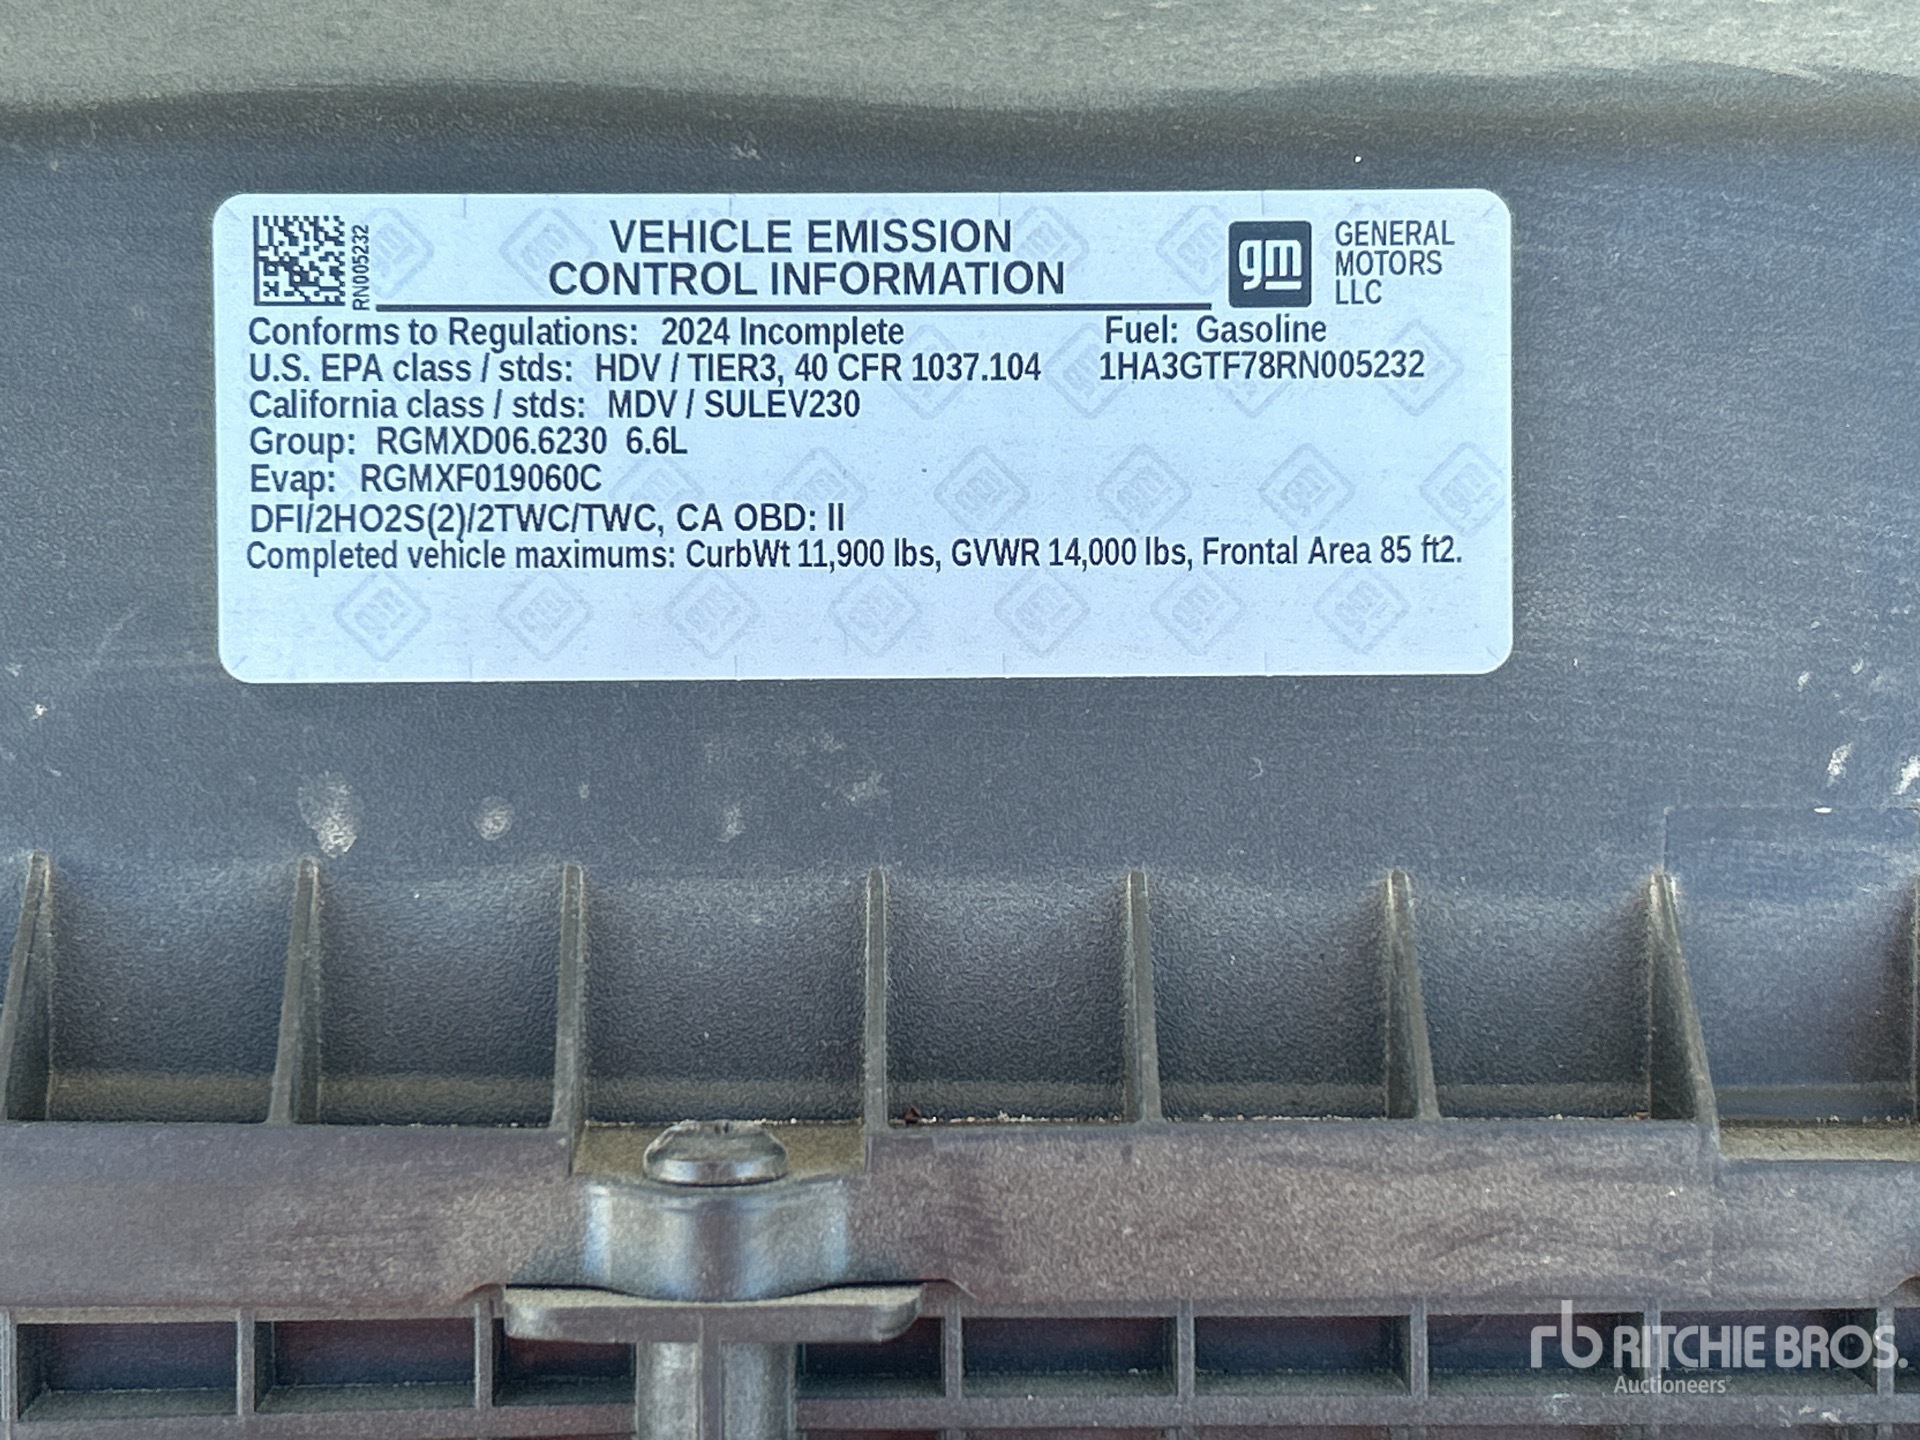 RN005232
VEHICLE EMISSION
CONTROL INFORMATION
gm
GENERAL
MOTORS
LLC
Conforms to Regulations: 2024 Incomplete Fuel: Gasoline
U.S. EPA class / stds: HDV / TIER3, 40 CFR 1037.104 1HA3GTF78RN005232
California class / stds: MDV / SULEV230
Group: RGMXD06.6230 6.6L
Evap: RGMXF019060C
DFI/2HO2S(2)/2TWC/TWC, CA OBD: II
Completed vehicle maximums: CurbWt 11,900 lbs, GVWR 14,000 lbs, Frontal Area 85 ft2.
rb RITCHIE BROS.
Auctioneers